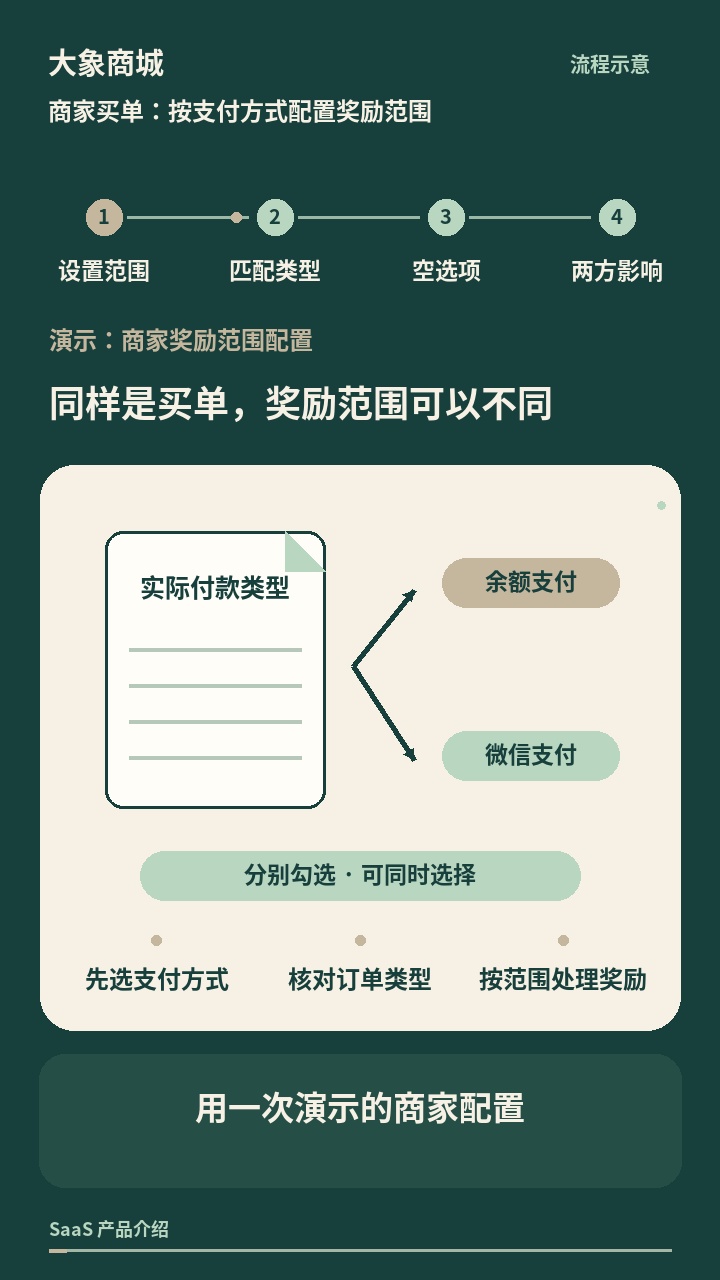 大象商城
流程示意
商家买单：按支付方式配置奖励范围
1 2 3 4
设置范围 匹配类型 空选项 两方影响
演示：商家奖励范围配置
同样是买单，奖励范围可以不同
实际付款类型
余额支付
微信支付
分别勾选 · 可同时选择
先选支付方式 核对订单类型 按范围处理奖励
用一次演示的商家配置
SaaS 产品介绍